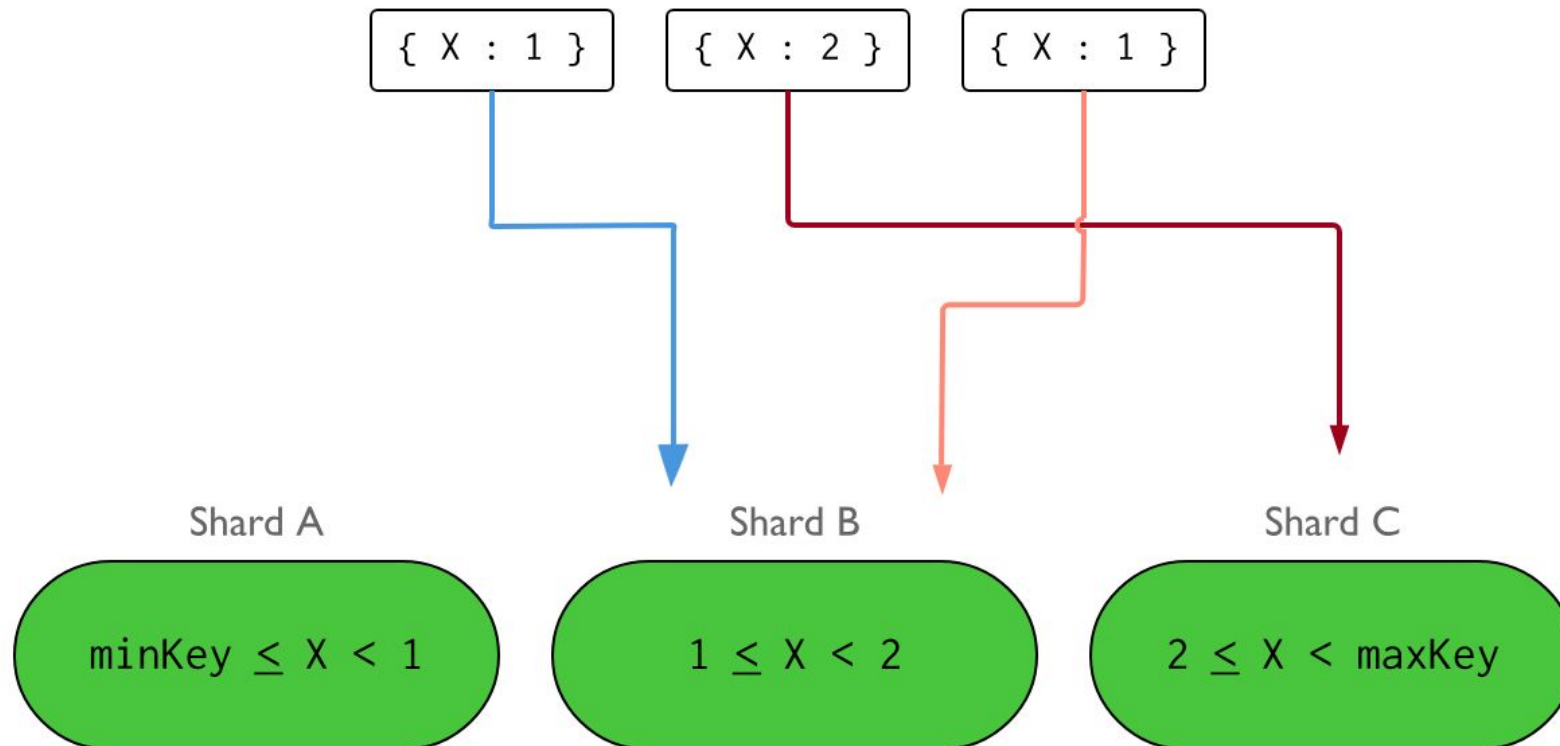 { X : 1 } { X : 2 } { X : 1 }
Shard A Shard B Shard C
minKey ≤ X < 1 1 ≤ X < 2 2 ≤ X < maxKey